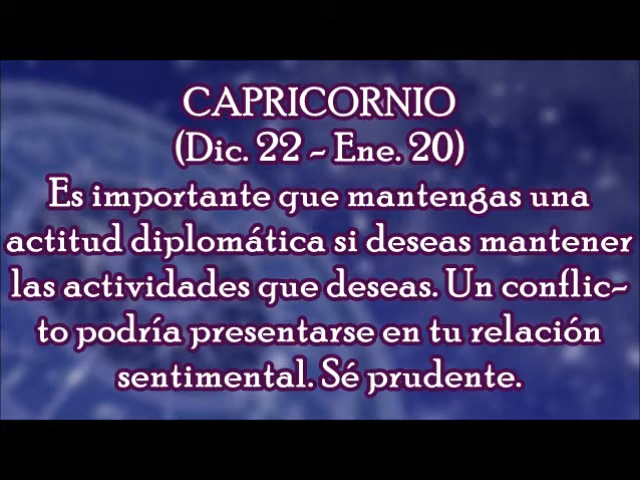 CAPRICORNIO
(Dic. 22 - Ene. 20)
Es importante que mantengas una
actitud diplomática si deseas mantener
las actividades que deseas. Un conflic-
to podría presentarse en tu relación
sentimental. Sé prudente.